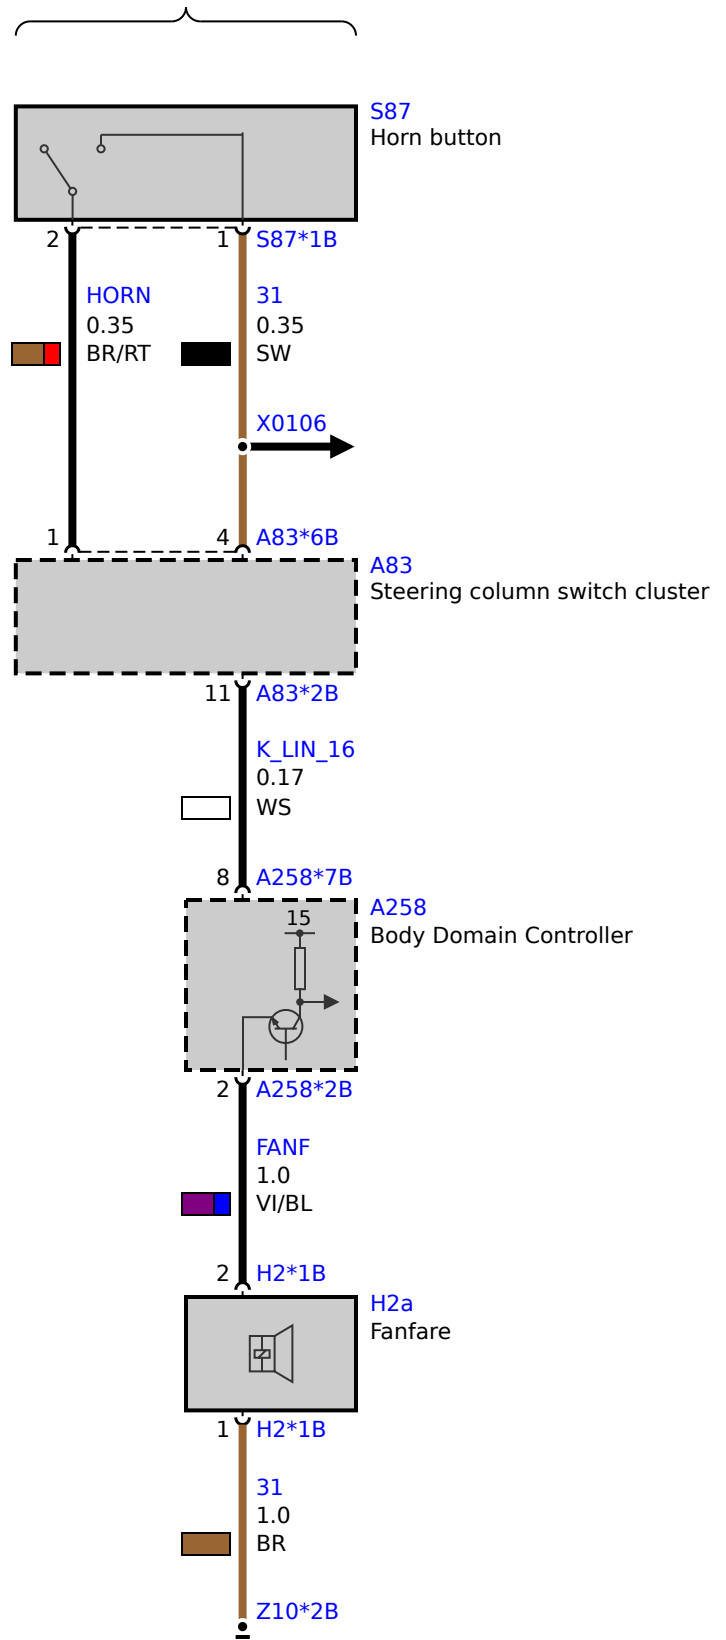 S87
Horn button
2
1
S87*1B
HORN
0.35
BR/RT
31
0.35
SW
X0106
1
4
A83*6B
A83
Steering column switch cluster
11
A83*2B
K_LIN_16
0.17
WS
8
A258*7B
A258
Body Domain Controller
15
2
A258*2B
FANF
1.0
VI/BL
2
H2*1B
H2a
Fanfare
1
H2*1B
31
1.0
BR
Z10*2B